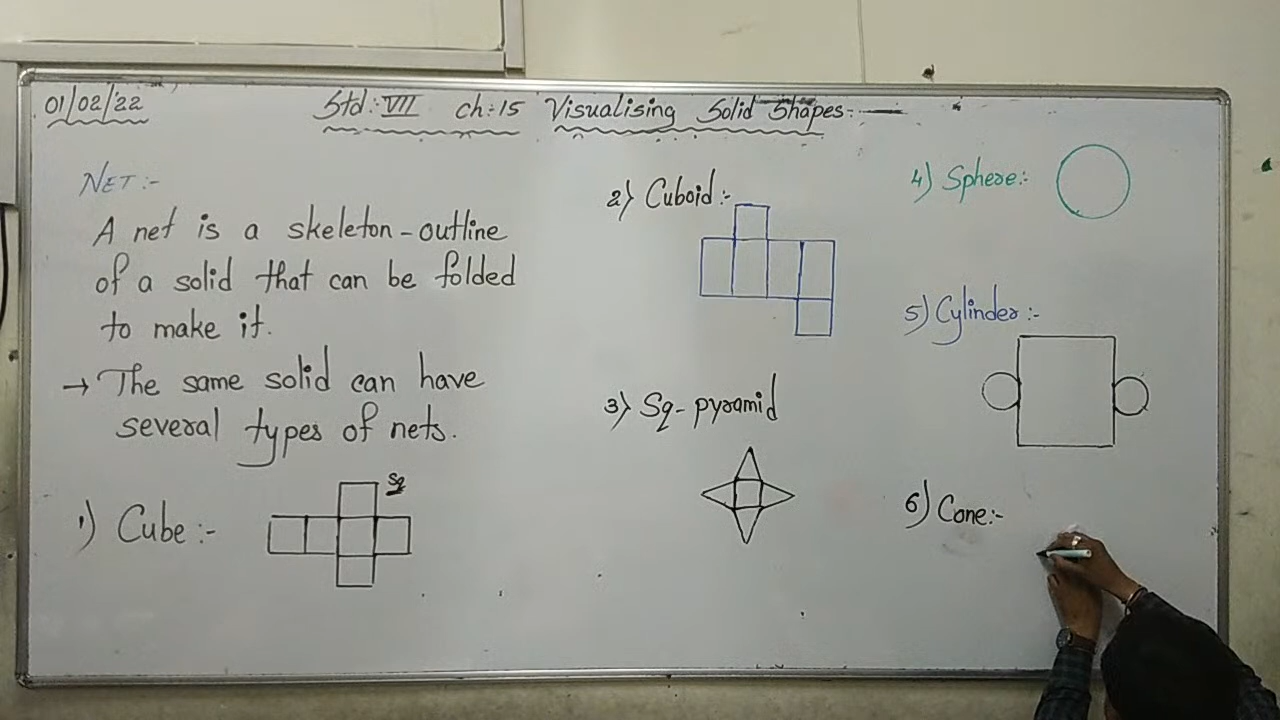 01/02/22
Std:VII ch:15 Visualising Solid Shapes:-
NET:-
A net is a skeleton-outline
of a solid that can be folded
to make it.
→ The same solid can have
several types of nets.
1) Cube:-
Sq
2) Cuboid:-
3) Sq-pyramid
4) Sphere:-
5) Cylinder:-
6) Cone:-